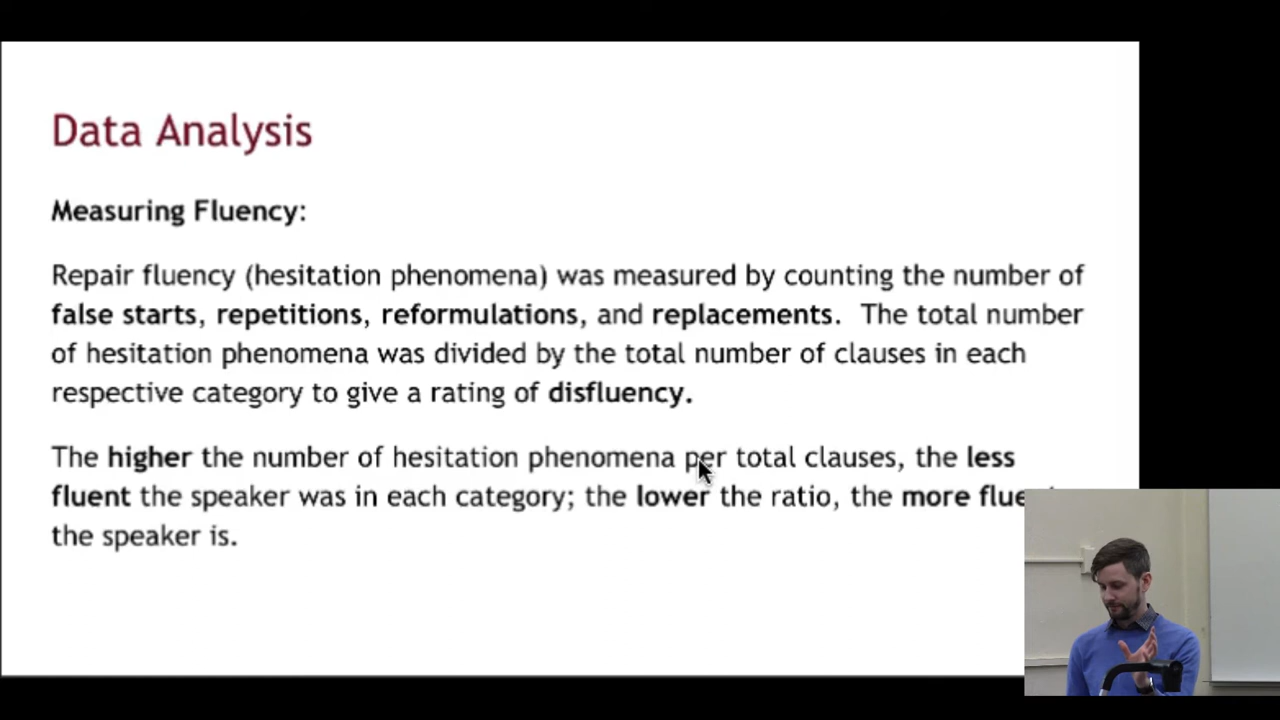 Data Analysis
Measuring Fluency:
Repair fluency (hesitation phenomena) was measured by counting the number of
false starts, repetitions, reformulations, and replacements. The total number
of hesitation phenomena was divided by the total number of clauses in each
respective category to give a rating of disfluency.
The higher the number of hesitation phenomena per total clauses, the less
fluent the speaker was in each category; the lower the ratio, the more fluent
the speaker is.